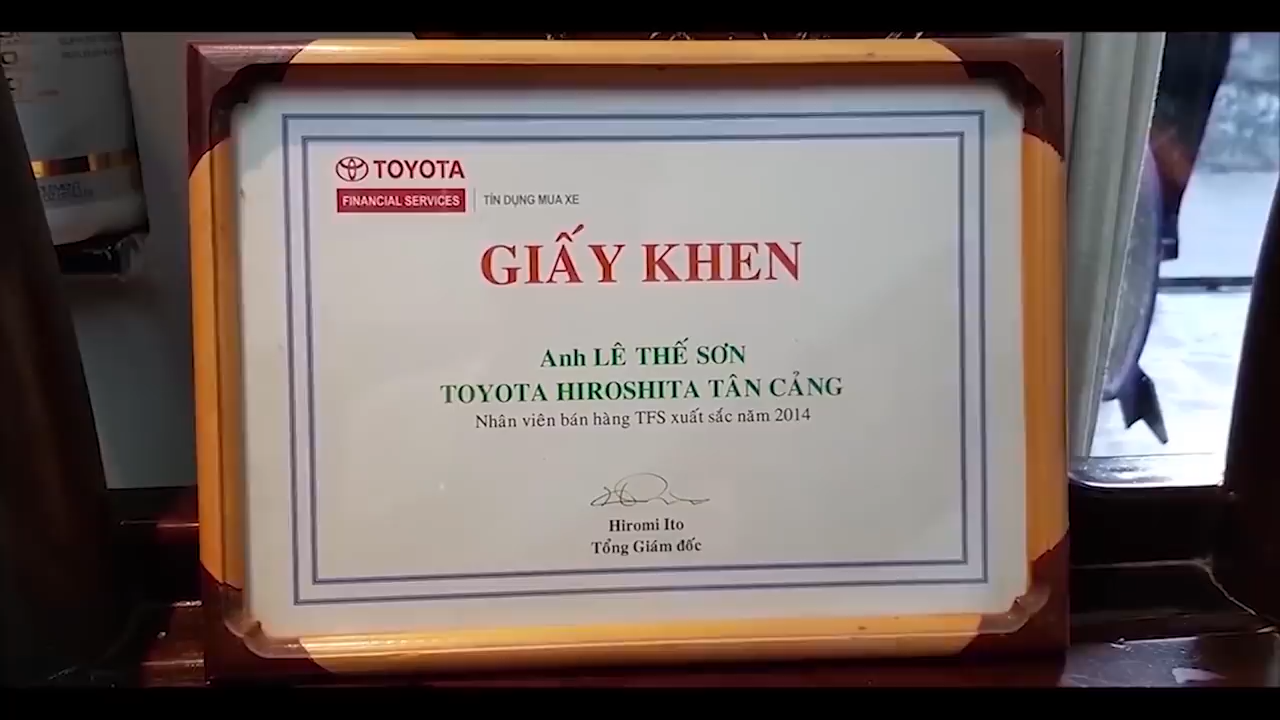 TOYOTA
FINANCIAL SERVICES
TÍN DỤNG MUA XE
GIẤY KHEN
Anh LÊ THẾ SƠN
TOYOTA HIROSHITA TÂN CẢNG
Nhân viên bán hàng TFS xuất sắc năm 2014
Hiromi Ito
Tổng Giám đốc